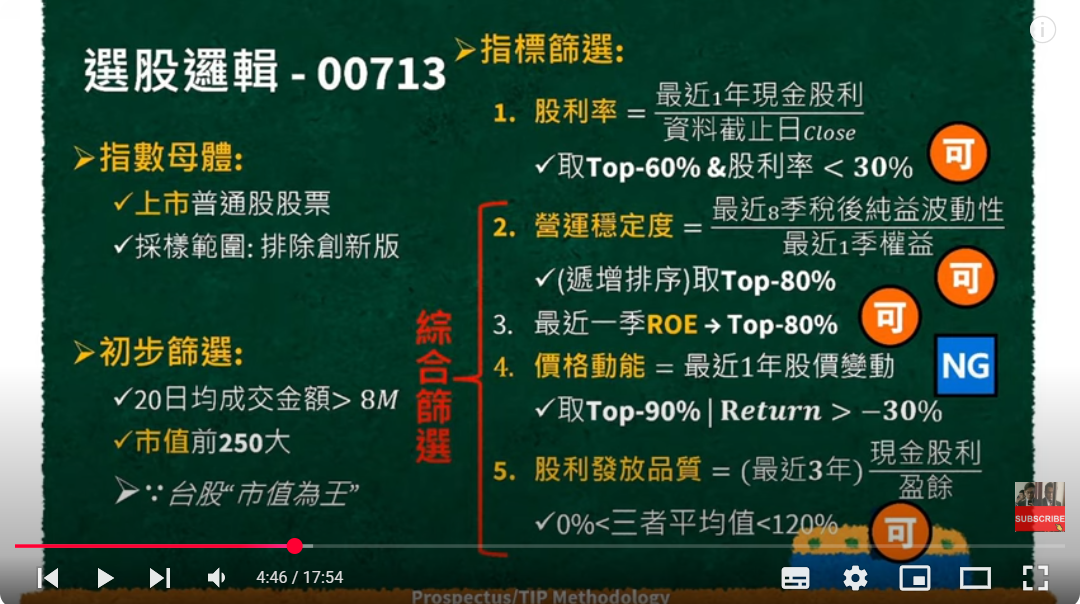 選股邏輯 - 00713
➢指數母體:
✓上市普通股股票
✓採樣範圍: 排除創新版
➢初步篩選:
✓20日均成交金額> 8M
✓市值前250大
➢∵台股“市值為王”
綜合篩選
➢指標篩選:
1. 股利率 = 最近1年現金股利 / 資料截止日Close
✓取Top-60% &股利率 < 30%
可
2. 營運穩定度 = 最近8季稅後純益波動性 / 最近1季權益
✓(遞增排序)取Top-80%
可
3. 最近一季ROE → Top-80%
可
4. 價格動能 = 最近1年股價變動
NG
✓取Top-90% | Return > −30%
5. 股利發放品質 = (最近3年) 現金股利 / 盈餘
✓0%<三者平均值<120%
可
SUBSCRIBE
4:46 / 17:54
Prospectus/TIP Methodology